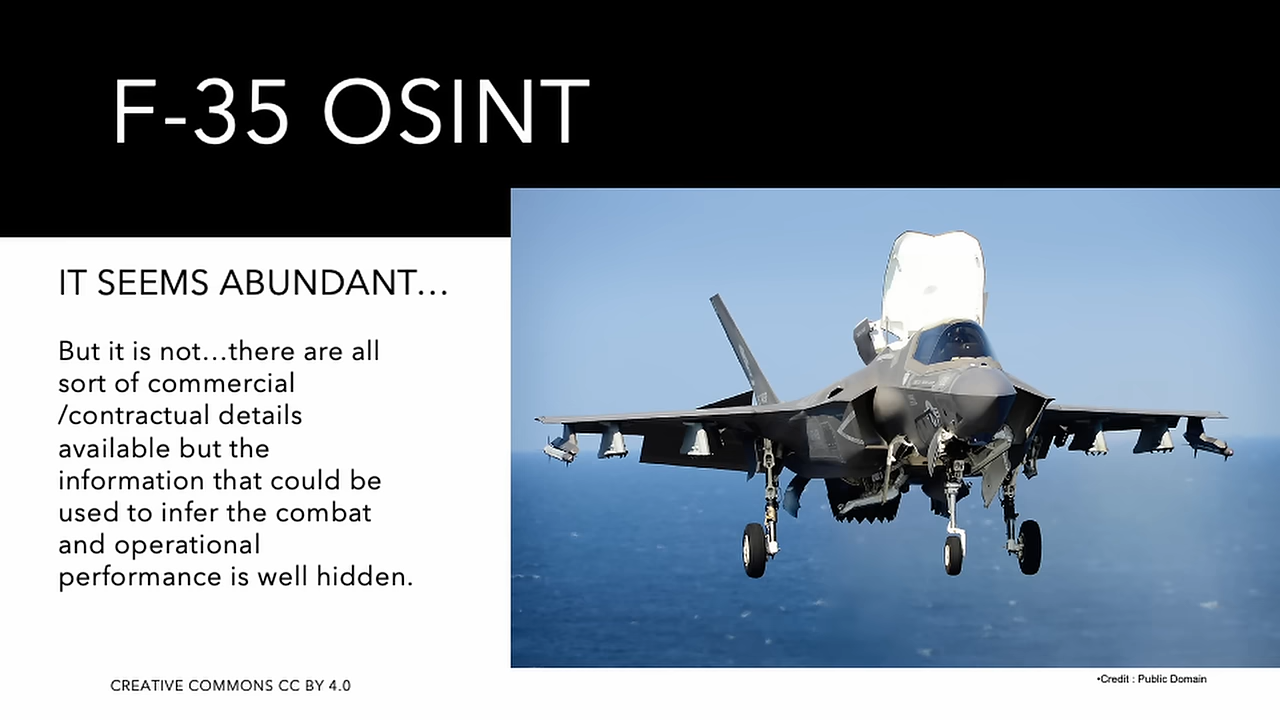 F-35 OSINT
IT SEEMS ABUNDANT...
But it is not...there are all
sort of commercial
/contractual details
available but the
information that could be
used to infer the combat
and operational
performance is well hidden.
CREATIVE COMMONS CC BY 4.0
•Credit : Public Domain